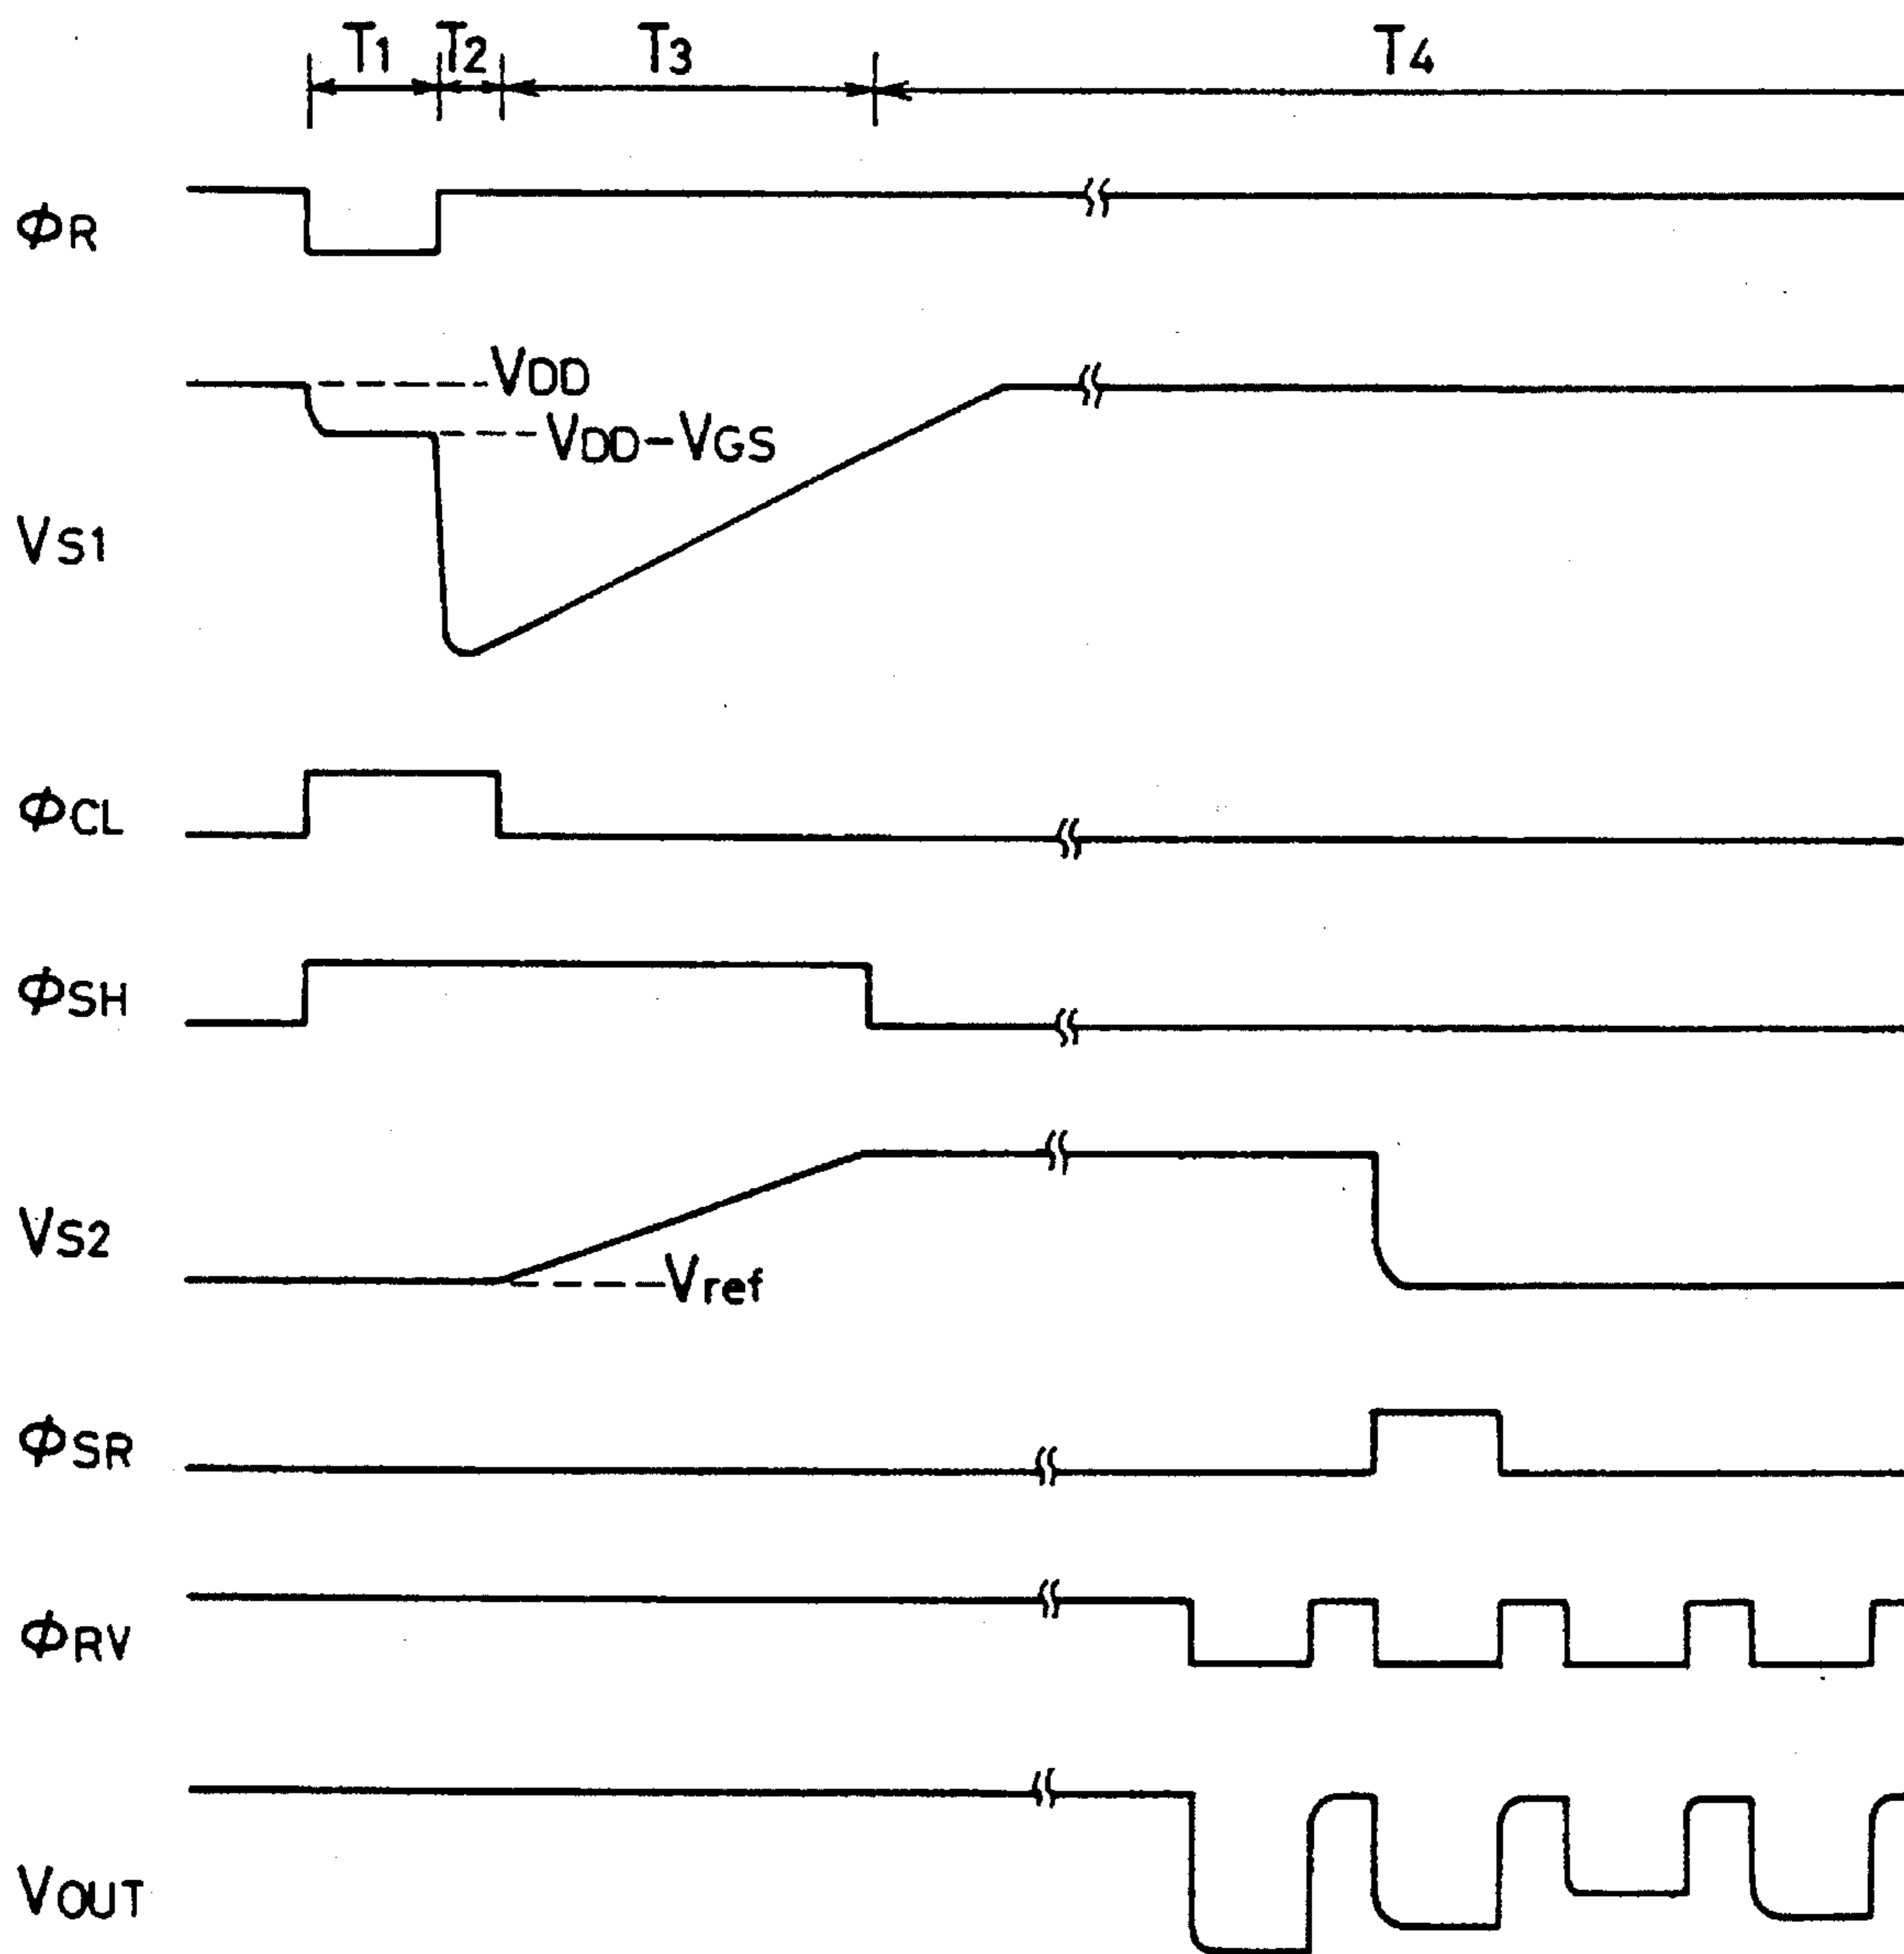 T1 T2 T3 T4
ΦR
VDD
VDD-VGS
VS1
ΦCL
ΦSH
VS2
Vref
ΦSR
ΦRV
VOUT